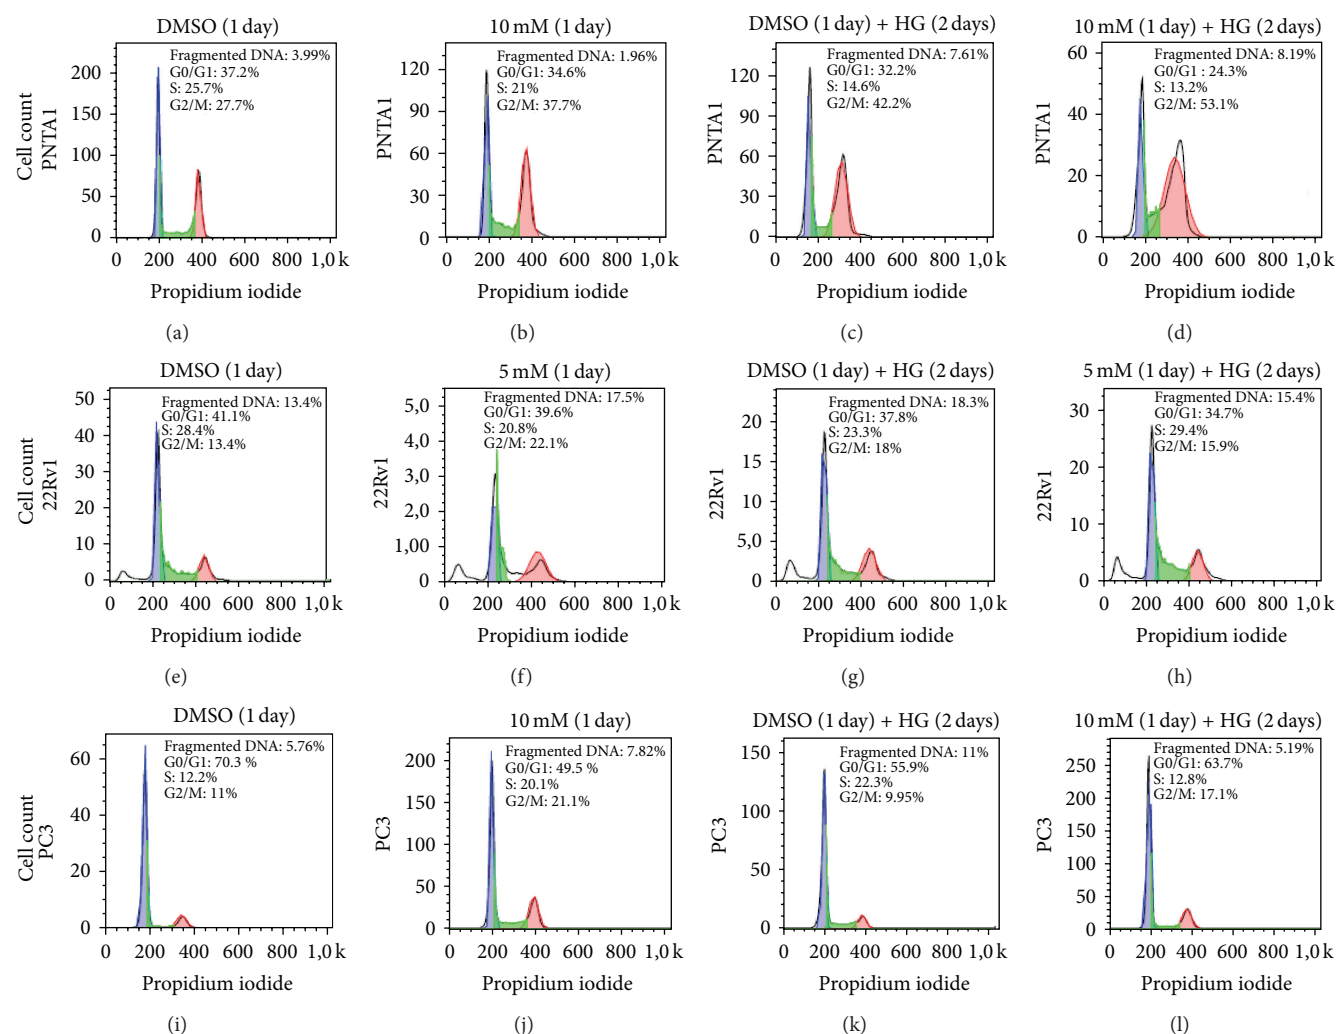 DMSO (1 day)
Fragmented DNA: 3.99%
G0/G1: 37.2%
S: 25.7%
G2/M: 27.7%
Cell count
PNTA1
200
150
100
50
0
0 200 400 600 800 1,0 k
Propidium iodide
(a)
10 mM (1 day)
Fragmented DNA: 1.96%
G0/G1: 34.6%
S: 21%
G2/M: 37.7%
PNTA1
120
90
60
30
0
0 200 400 600 800 1,0 k
Propidium iodide
(b)
DMSO (1 day) + HG (2 days)
Fragmented DNA: 7.61%
G0/G1: 32.2%
S: 14.6%
G2/M: 42.2%
PNTA1
120
90
60
30
0
0 200 400 600 800 1,0 k
Propidium iodide
(c)
10 mM (1 day) + HG (2 days)
Fragmented DNA: 8.19%
G0/G1 : 24.3%
S: 13.2%
G2/M: 53.1%
PNTA1
60
40
20
0
0 200 400 600 800 1,0 k
Propidium iodide
(d)
DMSO (1 day)
Fragmented DNA: 13.4%
G0/G1: 41.1%
S: 28.4%
G2/M: 13.4%
Cell count
22Rv1
50
40
30
20
10
0
0 200 400 600 800 1,0 k
Propidium iodide
(e)
5 mM (1 day)
Fragmented DNA: 17.5%
G0/G1: 39.6%
S: 20.8%
G2/M: 22.1%
22Rv1
5,0
4,0
3,0
2,0
1,00
0
0 200 400 600 800 1,0 k
Propidium iodide
(f)
DMSO (1 day) + HG (2 days)
Fragmented DNA: 18.3%
G0/G1: 37.8%
S: 23.3%
G2/M: 18%
22Rv1
20
15
10
5,0
0
0 200 400 600 800 1,0 k
Propidium iodide
(g)
5 mM (1 day) + HG (2 days)
Fragmented DNA: 15.4%
G0/G1: 34.7%
S: 29.4%
G2/M: 15.9%
22Rv1
30
20
10
0
0 200 400 600 800 1,0 k
Propidium iodide
(h)
DMSO (1 day)
Fragmented DNA: 5.76%
G0/G1: 70.3 %
S: 12.2%
G2/M: 11%
Cell count
PC3
60
40
20
0
0 200 400 600 800 1,0 k
Propidium iodide
(i)
10 mM (1 day)
Fragmented DNA: 7.82%
G0/G1: 49.5 %
S: 20.1%
G2/M: 21.1%
PC3
200
150
100
50
0
0 200 400 600 800 1,0 k
Propidium iodide
(j)
DMSO (1 day) + HG (2 days)
Fragmented DNA: 11%
G0/G1: 55.9%
S: 22.3%
G2/M: 9.95%
PC3
150
100
50
0
0 200 400 600 800 1,0 k
Propidium iodide
(k)
10 mM (1 day) + HG (2 days)
Fragmented DNA: 5.19%
G0/G1: 63.7%
S: 12.8%
G2/M: 17.1%
PC3
250
200
150
100
50
0
0 200 400 600 800 1,0 k
Propidium iodide
(l)